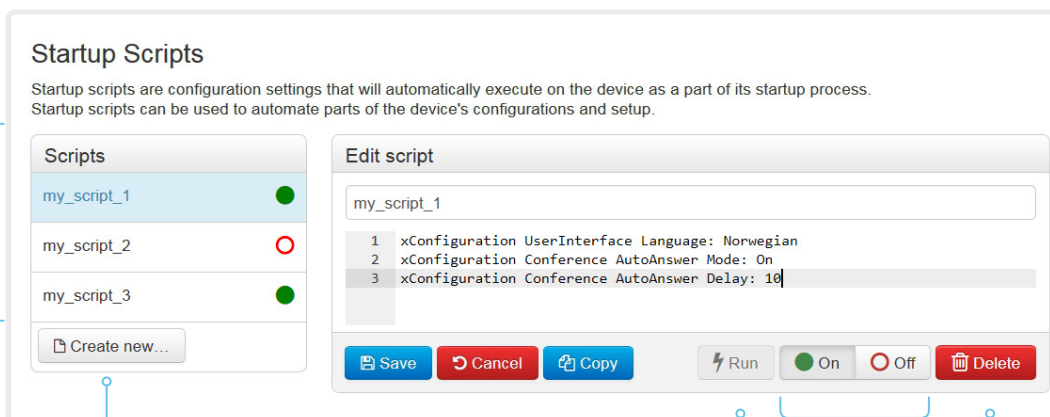 Startup Scripts
Startup scripts are configuration settings that will automatically execute on the device as a part of its startup process.
Startup scripts can be used to automate parts of the device's configurations and setup.
Scripts
my_script_1
my_script_2
my_script_3
Create new...
Edit script
my_script_1
1 xConfiguration UserInterface Language: Norwegian
2 xConfiguration Conference AutoAnswer Mode: On
3 xConfiguration Conference AutoAnswer Delay: 10
Save Cancel Copy Run On Off Delete